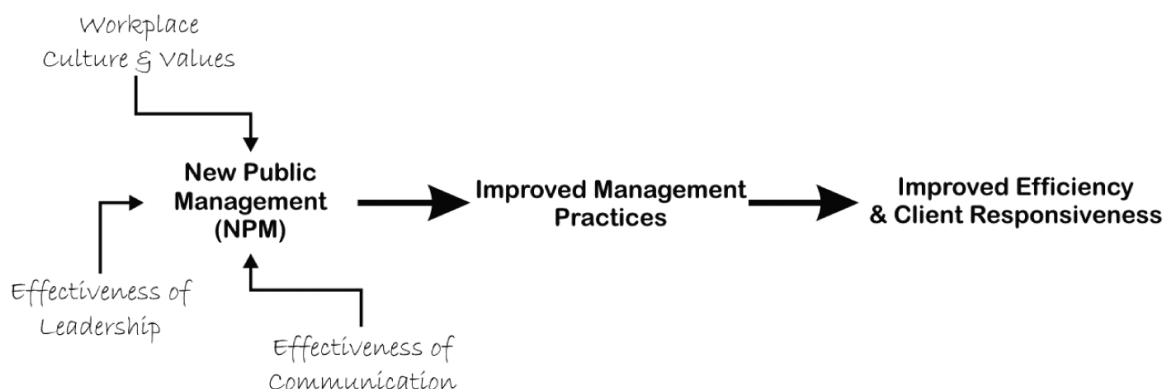 Workplace
Culture & Values
New Public
Management
(NPM)
Improved Management
Practices
Improved Efficiency
& Client Responsiveness
Effectiveness of
Leadership
Effectiveness of
Communication